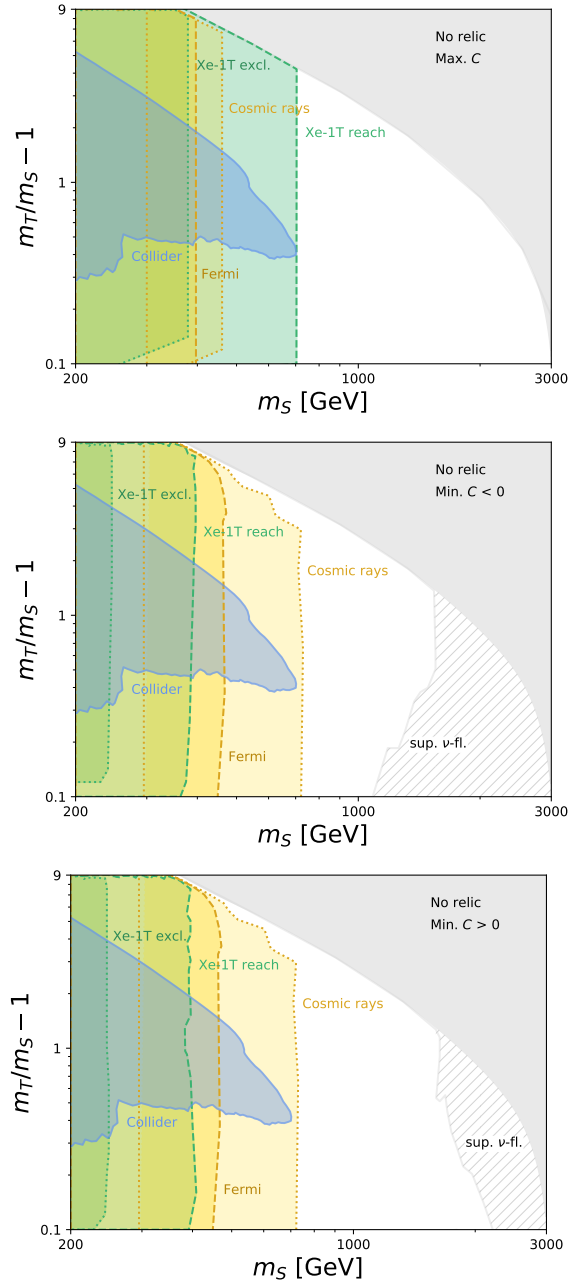 9
No relic
Max. C
Xe-1T excl.
Cosmic rays
Xe-1T reach
1
Collider
Fermi
0.1
200
1000
3000
m_T/m_S − 1
m_S [GeV]
9
No relic
Min. C < 0
Xe-1T excl.
Xe-1T reach
Cosmic rays
1
Collider
sup. ν-fl.
Fermi
0.1
200
1000
3000
m_T/m_S − 1
m_S [GeV]
9
No relic
Min. C > 0
Xe-1T excl.
Xe-1T reach
Cosmic rays
1
Collider
sup. ν-fl.
Fermi
0.1
200
1000
3000
m_T/m_S − 1
m_S [GeV]